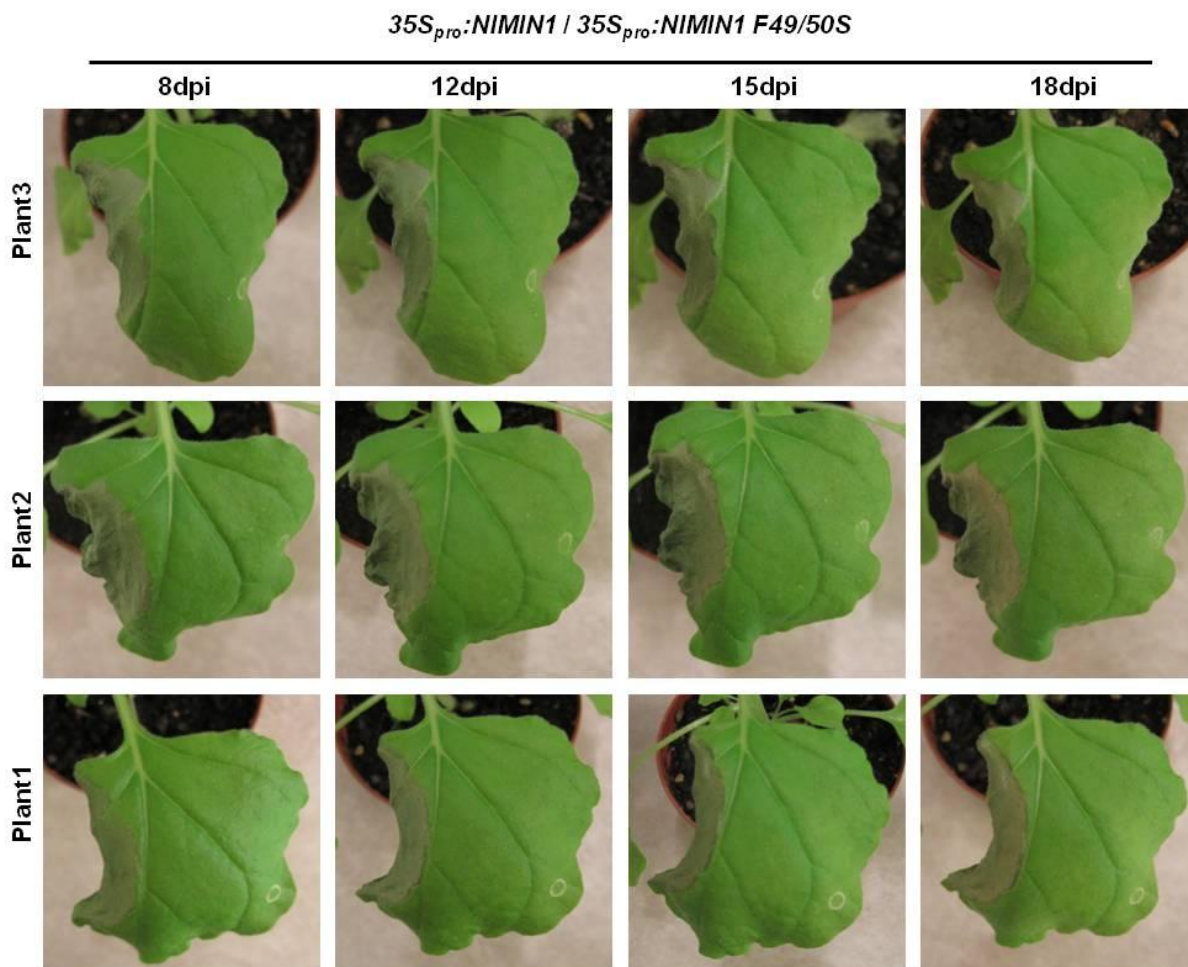 35Spro:NIMIN1 / 35Spro:NIMIN1 F49/50S
8dpi 12dpi 15dpi 18dpi
Plant3
Plant2
Plant1